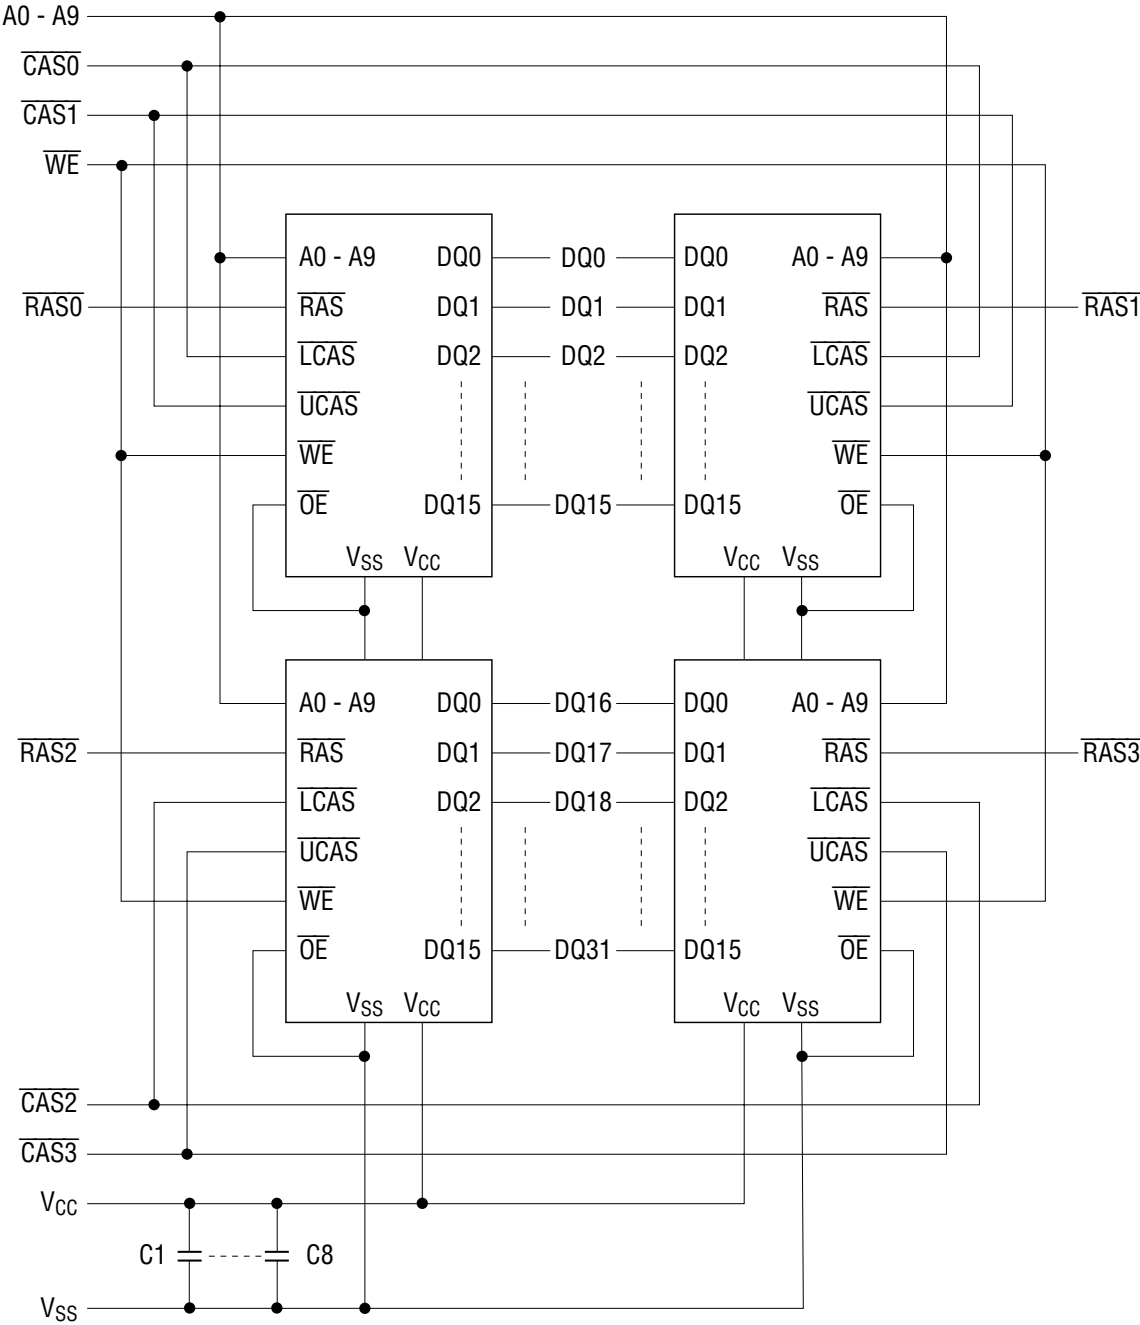 A0 - A9
CAS0
CAS1
WE
A0 - A9 DQ0 DQ0 DQ0 A0 - A9
RAS0 RAS DQ1 DQ1 DQ1 RAS RAS1
LCAS DQ2 DQ2 DQ2 LCAS
UCAS UCAS
WE WE
OE DQ15 DQ15 DQ15 OE
VSS VCC VCC VSS
A0 - A9 DQ0 DQ16 DQ0 A0 - A9
RAS2 RAS DQ1 DQ17 DQ1 RAS RAS3
LCAS DQ2 DQ18 DQ2 LCAS
UCAS UCAS
WE WE
OE DQ15 DQ31 DQ15 OE
VSS VCC VCC VSS
CAS2
CAS3
VCC
C1 C8
VSS